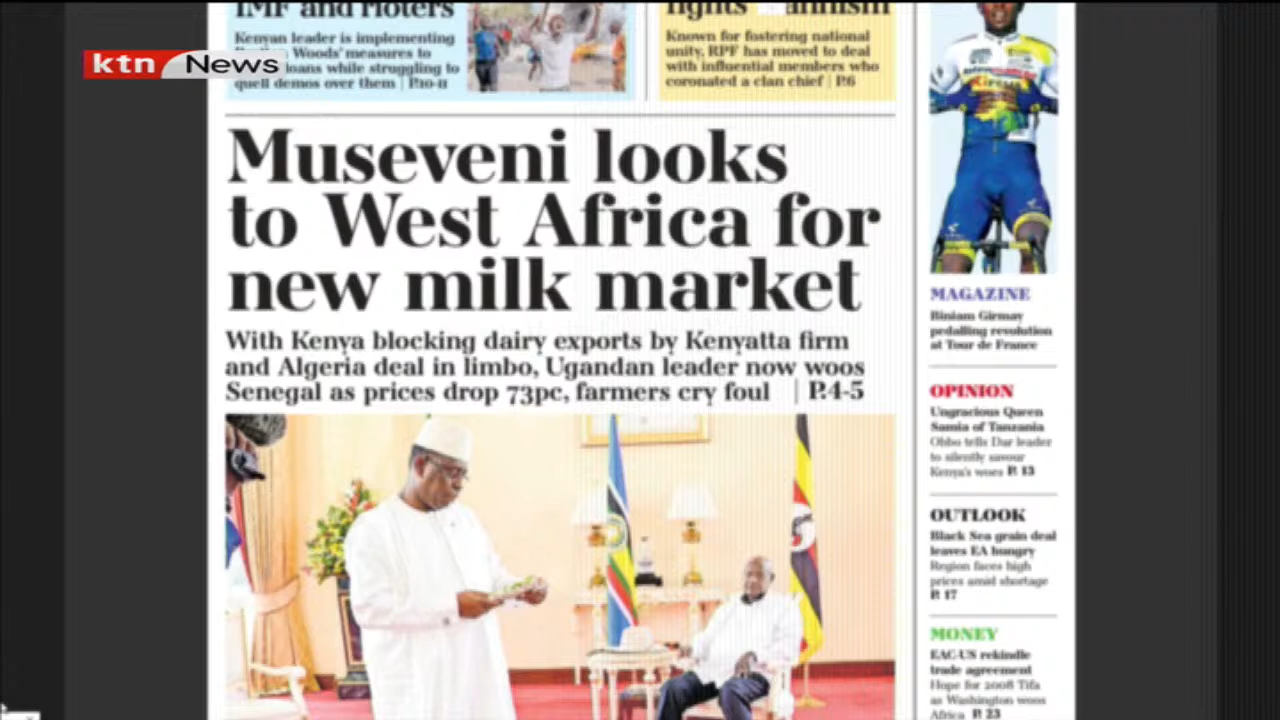 IMF and rioters
Kenyan leader is implementing
Woods' measures to
loans while struggling to
quell demos over them | P.10-11
Known for fostering national
unity, RPF has moved to deal
with influential members who
coronated a clan chief | P.6
ktn News
Museveni looks
to West Africa for
new milk market
With Kenya blocking dairy exports by Kenyatta firm
and Algeria deal in limbo, Ugandan leader now woos
Senegal as prices drop 73pc, farmers cry foul | P.4-5
MAGAZINE
Biniam Girmay
pedalling revolution
at Tour de France
OPINION
Ungracious Queen
Samia of Tanzania
Obbo tells Dar leader
to silently savour
Kenya's woes P. 13
OUTLOOK
Black Sea grain deal
leaves EA hungry
Region faces high
prices amid shortage
P. 17
MONEY
EAC-US rekindle
trade agreement
Hope for 2008 Tifa
as Washington woos
Africa P. 23